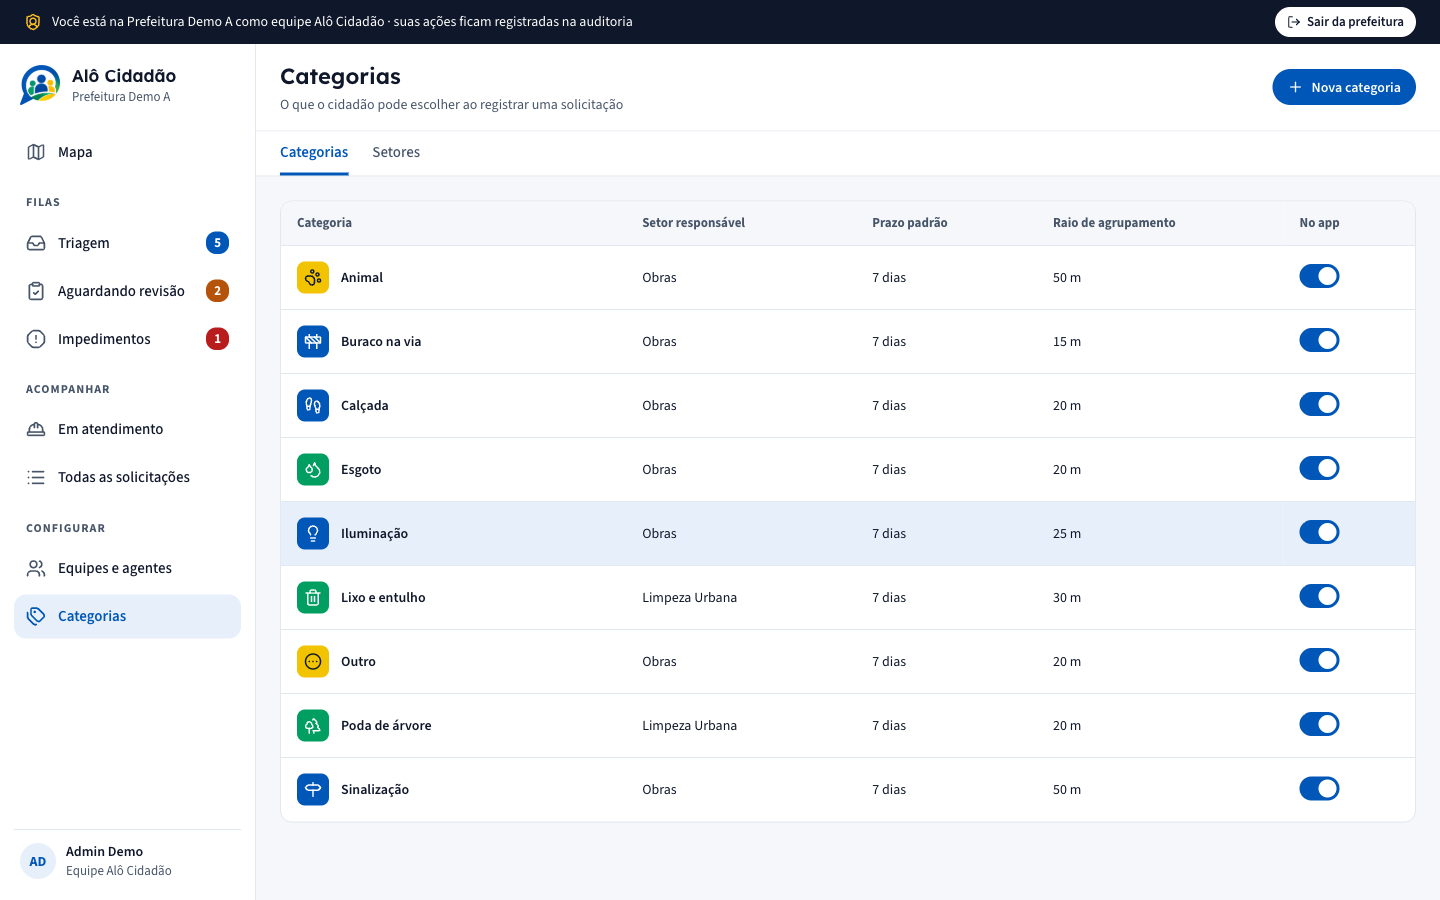 Você está na Prefeitura Demo A como equipe Alô Cidadão · suas ações ficam registradas na auditoria
Sair da prefeitura
Alô Cidadão
Prefeitura Demo A
Mapa
FILAS
Triagem 5
Aguardando revisão 2
Impedimentos 1
ACOMPANHAR
Em atendimento
Todas as solicitações
CONFIGURAR
Equipes e agentes
Categorias
AD
Admin Demo
Equipe Alô Cidadão
Categorias
O que o cidadão pode escolher ao registrar uma solicitação
Nova categoria
Categorias Setores
Categoria Setor responsável Prazo padrão Raio de agrupamento No app
Animal Obras 7 dias 50 m
Buraco na via Obras 7 dias 15 m
Calçada Obras 7 dias 20 m
Esgoto Obras 7 dias 20 m
Iluminação Obras 7 dias 25 m
Lixo e entulho Limpeza Urbana 7 dias 30 m
Outro Obras 7 dias 20 m
Poda de árvore Limpeza Urbana 7 dias 20 m
Sinalização Obras 7 dias 50 m